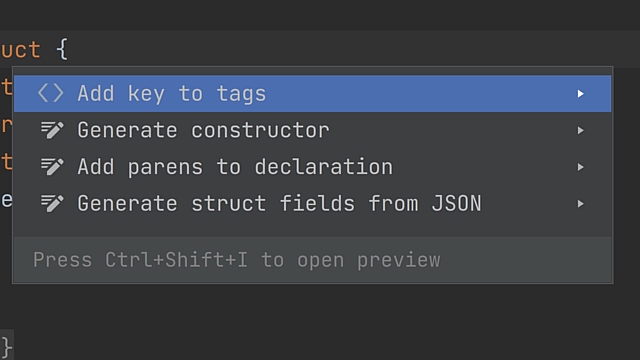 uct {
Add key to tags
Generate constructor
Add parens to declaration
Generate struct fields from JSON
Press Ctrl+Shift+I to open preview
}